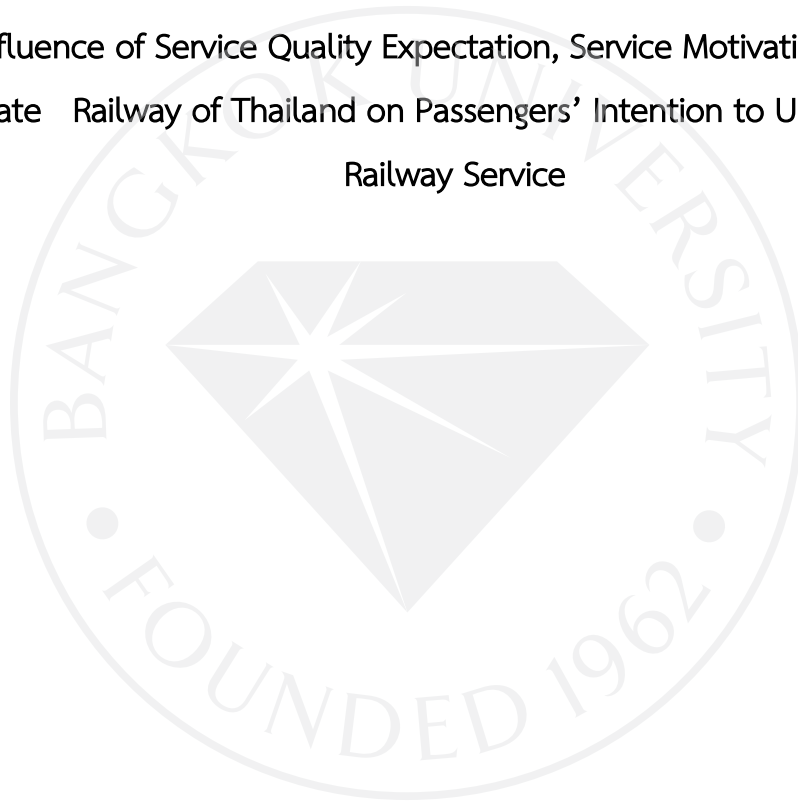 fluence of Service Quality Expectation, Service Motivati
ate Railway of Thailand on Passengers’ Intention to U
Railway Service
BANGKOK UNIVERSITY
FOUNDED 1962